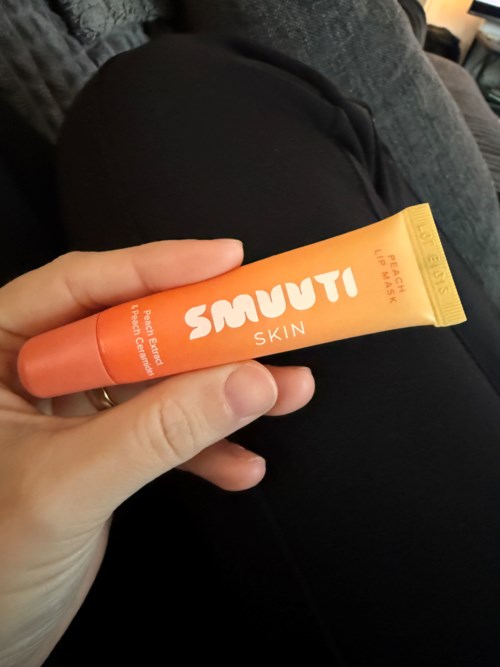 SMUUTI
SKIN
PEACH
LIP MASK
Peach Extract
& Peach Ceramides